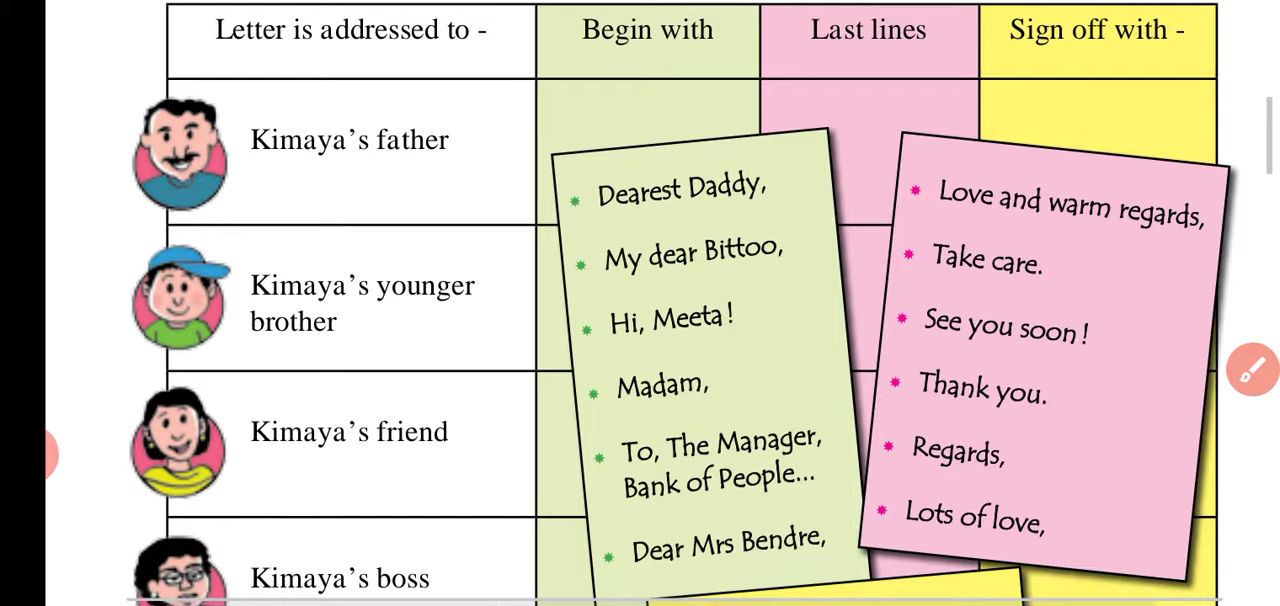 Letter is addressed to -
Begin with
Last lines
Sign off with -
Kimaya's father
Kimaya's younger
brother
Kimaya's friend
Kimaya's boss
Dearest Daddy,
My dear Bittoo,
Hi, Meeta!
Madam,
To, The Manager,
Bank of People...
Dear Mrs Bendre,
Love and warm regards,
Take care.
See you soon!
Thank you.
Regards,
Lots of love,